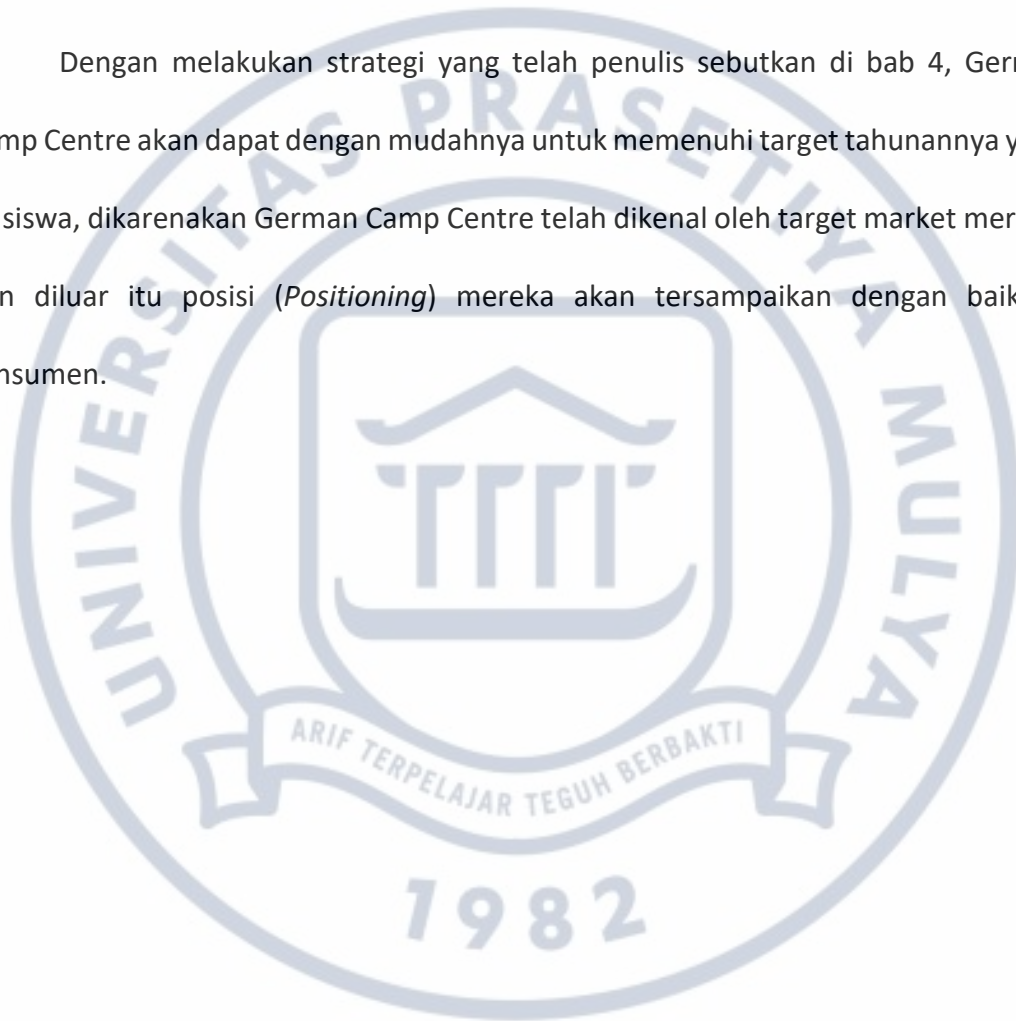 Dengan melakukan strategi yang telah penulis sebutkan di bab 4, Ger
mp Centre akan dapat dengan mudahnya untuk memenuhi target tahunannya y
siswa, dikarenakan German Camp Centre telah dikenal oleh target market mer
n diluar itu posisi (Positioning) mereka akan tersampaikan dengan baik
nsumen.
UNIVERSITAS PRASETIYA MULYA
ARIF TERPELAJAR TEGUH BERBAKTI
1982